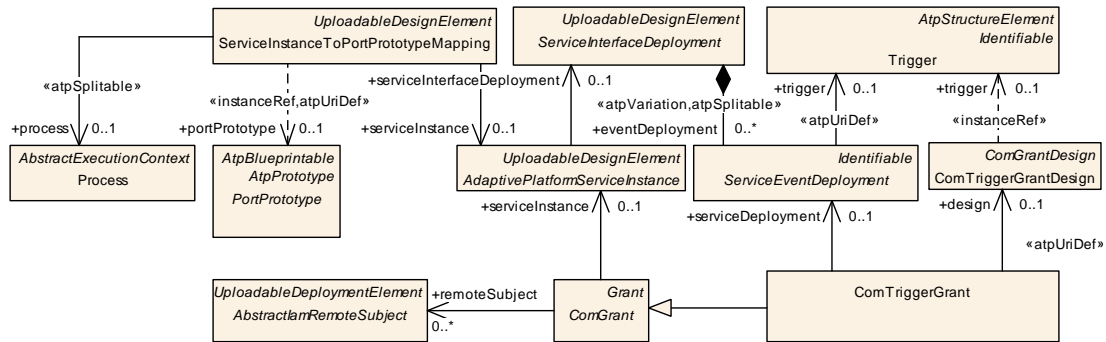 UploadableDesignElement
ServiceInstanceToPortPrototypeMapping
UploadableDesignElement
ServiceInterfaceDeployment
AtpStructureElement
Identifiable
Trigger
+serviceInterfaceDeployment
0..1
+trigger
0..1
+trigger
0..1
«atpSplitable»
«instanceRef,atpUriDef»
«atpVariation,atpSplitable»
«atpUriDef»
«instanceRef»
+process
0..1
+portPrototype
0..1
+serviceInstance
0..1
+eventDeployment
0..*
AbstractExecutionContext
Process
AtpBlueprintable
AtpPrototype
PortPrototype
UploadableDesignElement
AdaptivePlatformServiceInstance
Identifiable
ServiceEventDeployment
ComGrantDesign
ComTriggerGrantDesign
+serviceInstance
0..1
+serviceDeployment
0..1
+design
0..1
«atpUriDef»
UploadableDeploymentElement
AbstractIamRemoteSubject
+remoteSubject
0..*
Grant
ComGrant
ComTriggerGrant